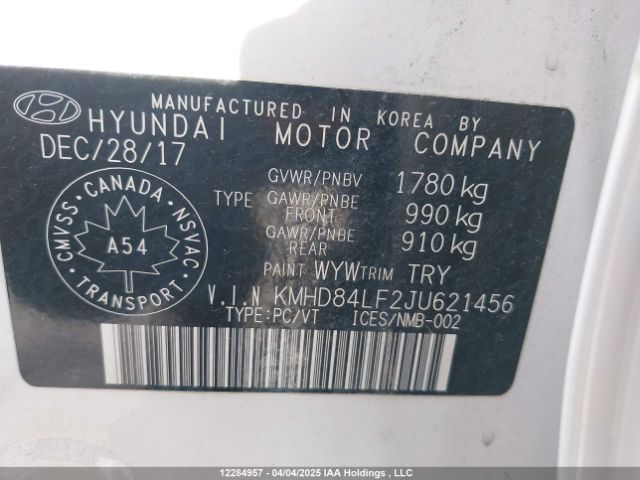 MANUFACTURED IN KOREA BY
HYUNDAI MOTOR COMPANY
DEC/28/17
GVWR/PNBV 1780 kg
TYPE GAWR/PNBE FRONT 990 kg
GAWR/PNBE REAR 910 kg
PAINT WYW TRIM TRY
V.I.N KMHD84LF2JU621456
TYPE:PC/VT ICES/NMB-002
CANADA
CMVSS NSVAC
A54
TRANSPORT
12284957 - 04/04/2025 IAA Holdings , LLC